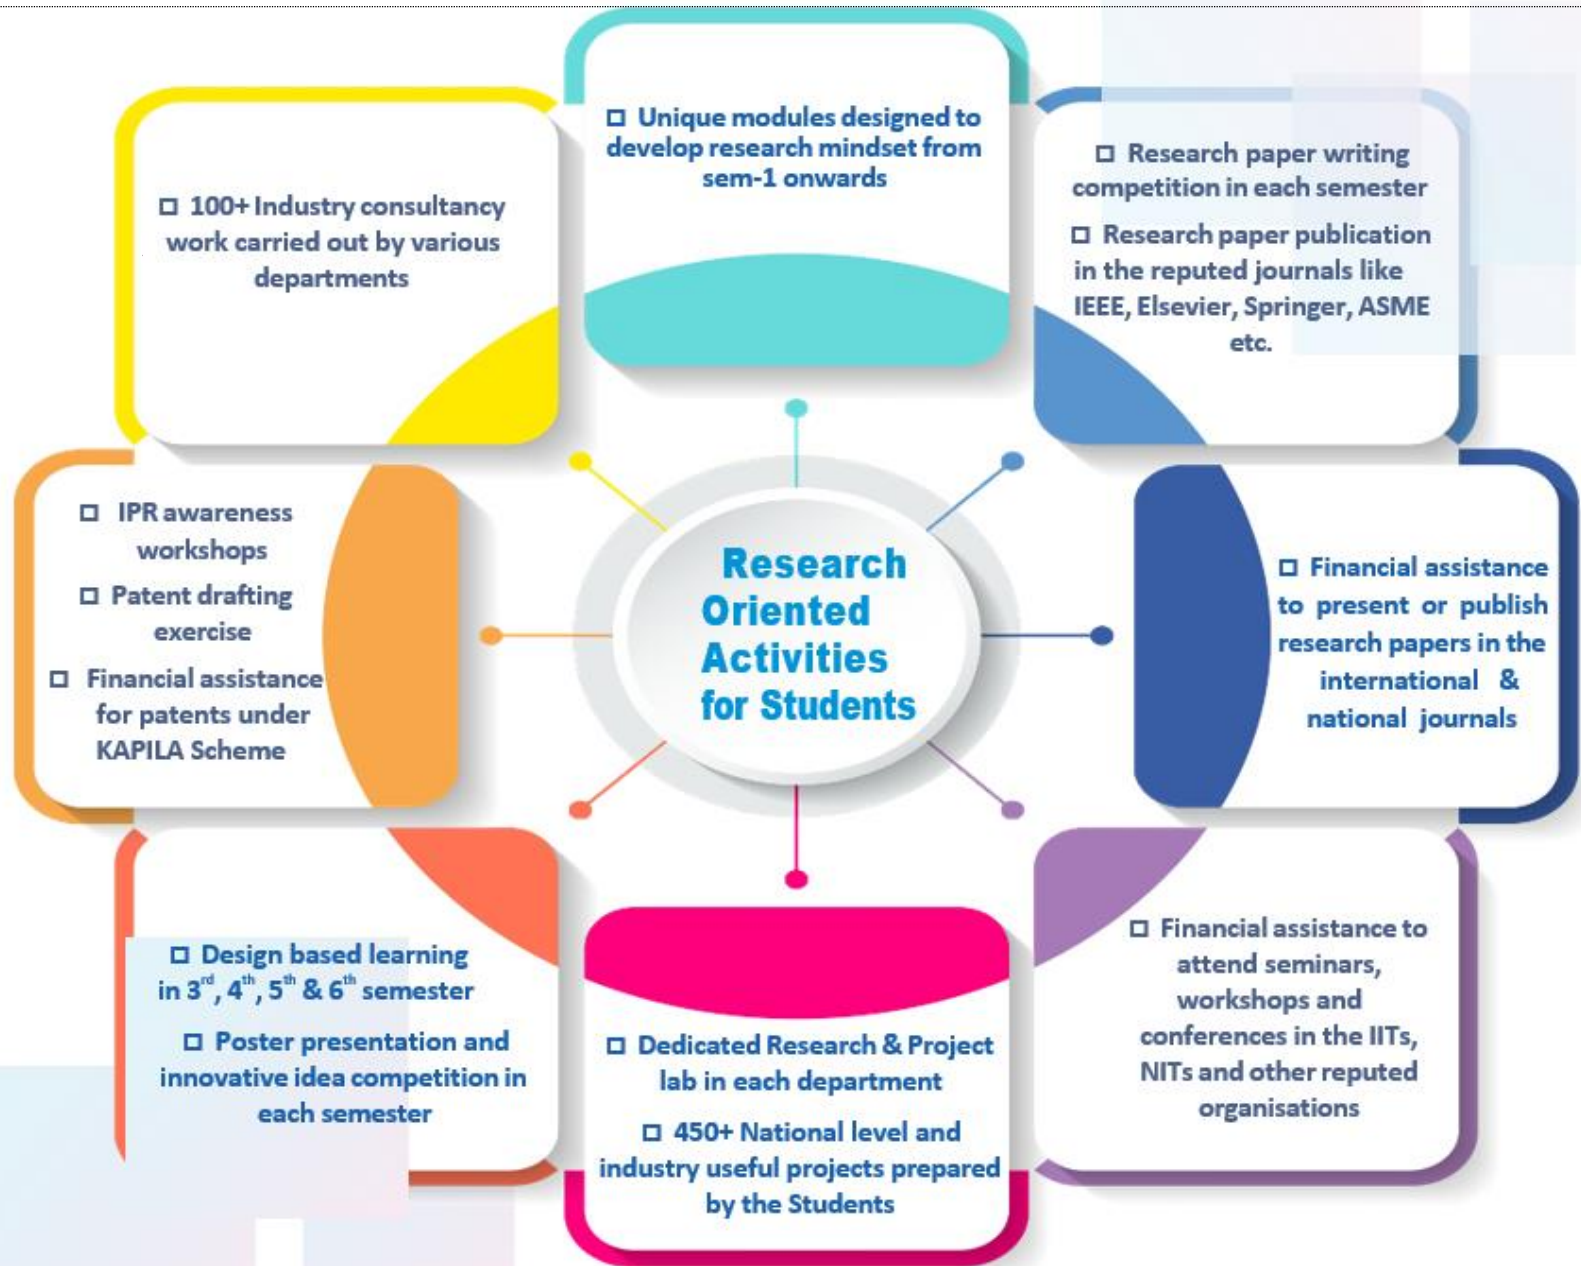 ☐ Unique modules designed to
develop research mindset from
sem-1 onwards
☐ Research paper writing
competition in each semester
☐ Research paper publication
in the reputed journals like
IEEE, Elsevier, Springer, ASME
etc.
☐ Financial assistance
to present or publish
research papers in the
international &
national journals
☐ Financial assistance to
attend seminars,
workshops and
conferences in the IITs,
NITs and other reputed
organisations
☐ Dedicated Research & Project
lab in each department
☐ 450+ National level and
industry useful projects prepared
by the Students
☐ Design based learning
in 3rd, 4th, 5th & 6th semester
☐ Poster presentation and
innovative idea competition in
each semester
☐ IPR awareness
workshops
☐ Patent drafting
exercise
☐ Financial assistance
for patents under
KAPILA Scheme
☐ 100+ Industry consultancy
work carried out by various
departments
Research
Oriented
Activities
for Students